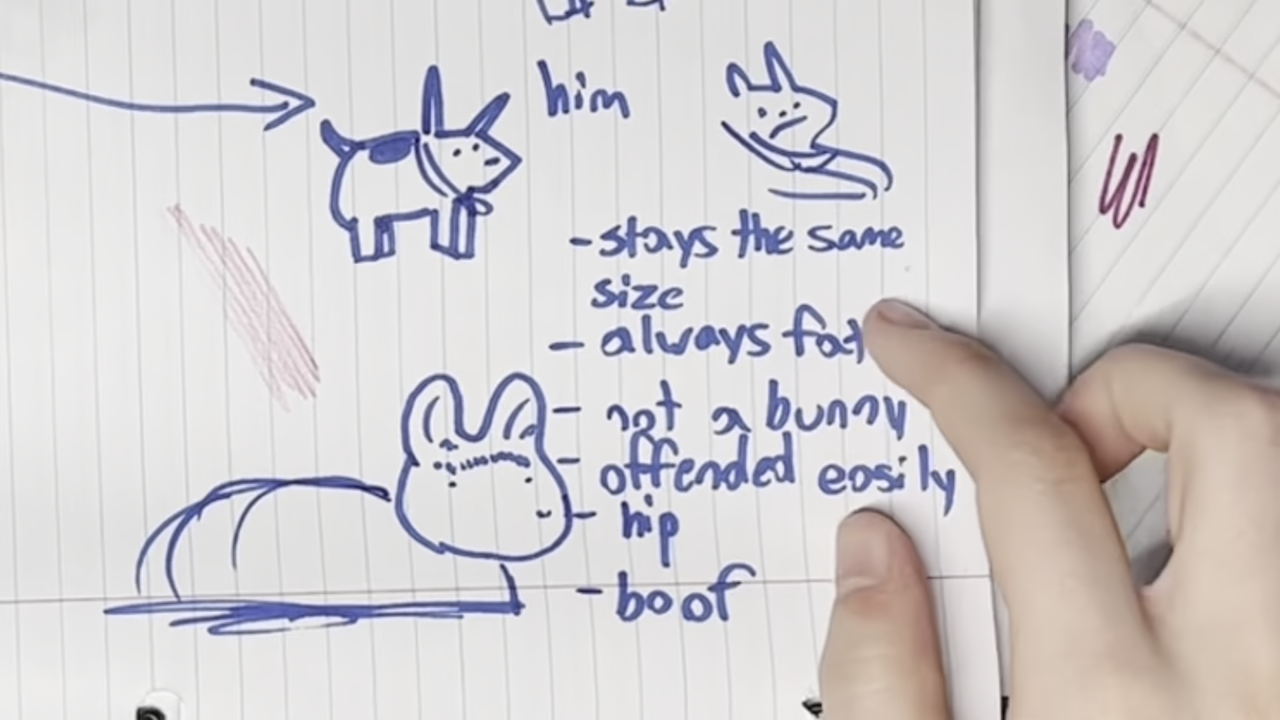 him
-stays the same
size
- always fat
- not a bunny
- offended easily
- hip
- boof